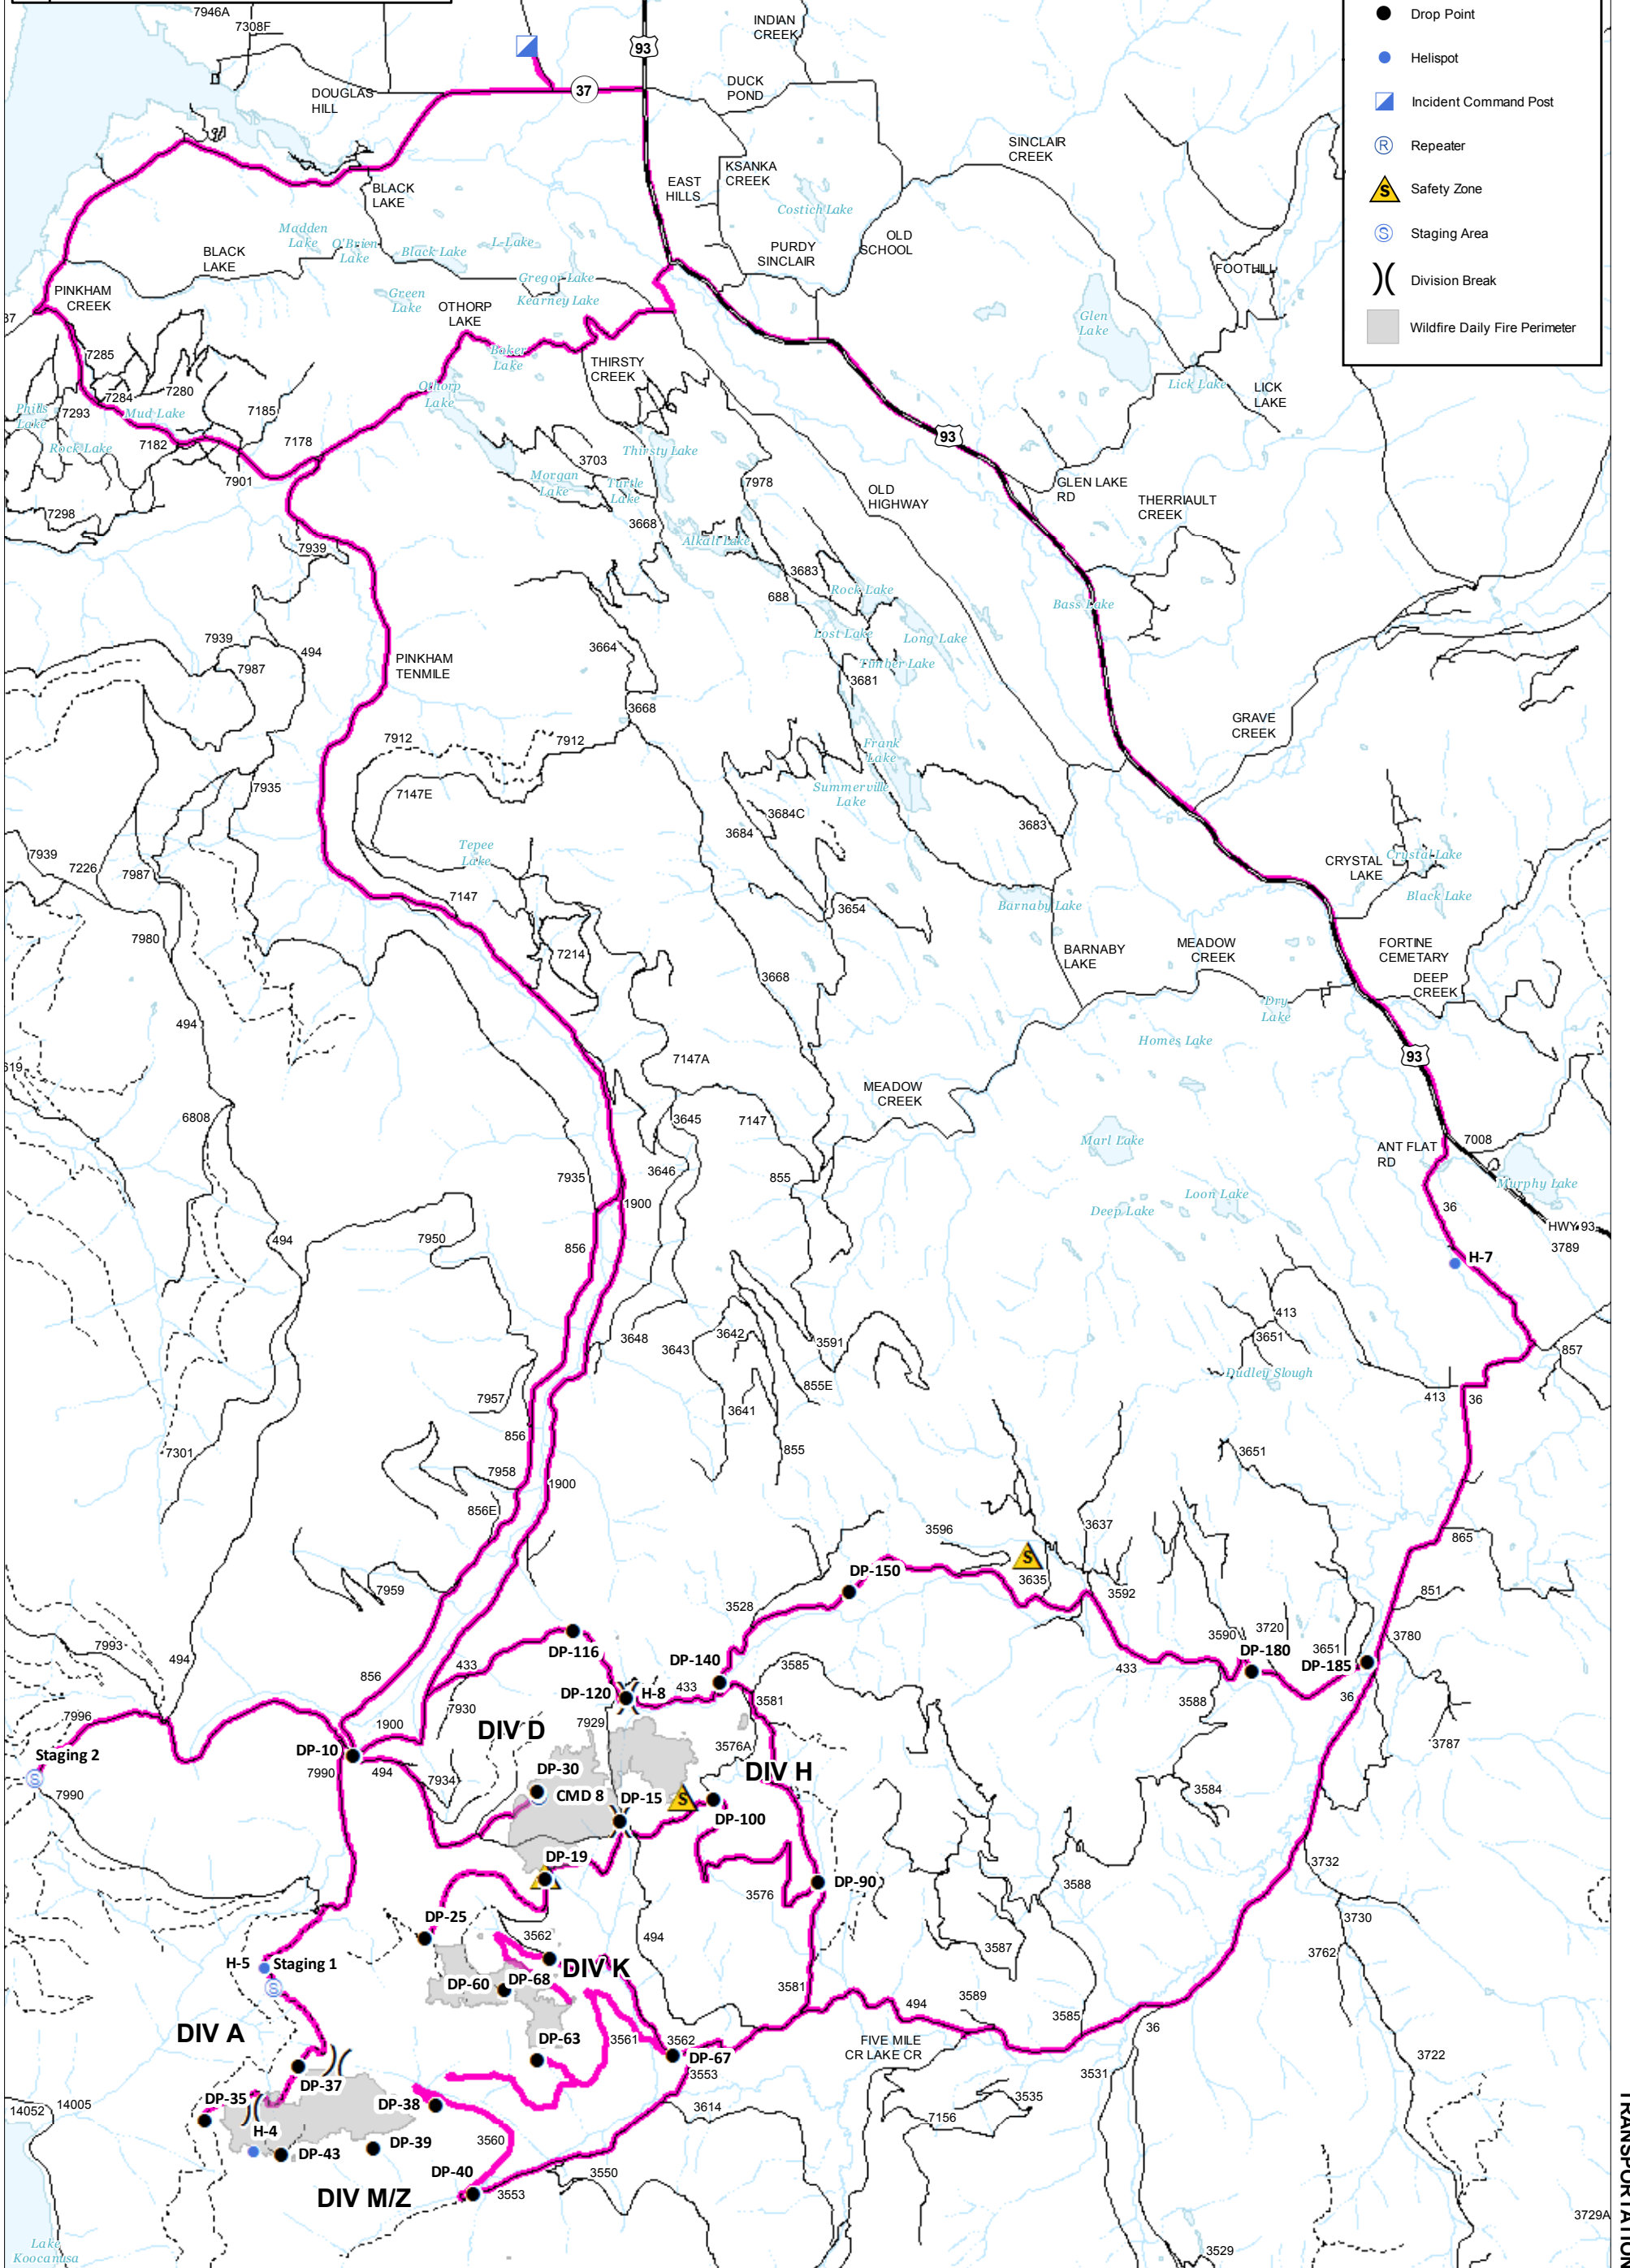 7946A
7308F
INDIAN
CREEK
93
Drop Point
Helispot
DOUGLAS
HILL
37
DUCK
POND
Incident Command Post
SINCLAIR
CREEK
Repeater
KSANKA
CREEK
EAST
HILLS
BLACK
LAKE
Safety Zone
Costich Lake
Staging Area
Madden
Lake
O'Brien
Lake
Black Lake
L-Lake
PURDY
SINCLAIR
OLD
SCHOOL
BLACK
LAKE
FOOTHILL
Division Break
Gregor Lake
Kearney Lake
PINKHAM
CREEK
Green
Lake
OTHORP
LAKE
Glen
Lake
Wildfire Daily Fire Perimeter
37
7285
Baker
Lake
THIRSTY
CREEK
7284
7280
Othorp
Lake
Lick Lake
LICK
LAKE
Phills
Lake
7293
Mud Lake
7185
7182
7178
Rock Lake
93
Thirsty Lake
3703
7901
Morgan
Lake
Turtle
Lake
7978
OLD
HIGHWAY
GLEN LAKE
RD
THERRIAULT
CREEK
7298
3668
7939
Alkali Lake
3683
688
Rock Lake
Bass Lake
Lost Lake
Long Lake
7939
494
3664
7987
PINKHAM
TENMILE
Timber Lake
3681
3668
GRAVE
CREEK
7912
7912
Frank
Lake
7935
7147E
Summerville
Lake
3684C
3684
3683
7939
Tepee
Lake
CRYSTAL
LAKE
Crystal Lake
7226
7987
7147
Black Lake
3654
Barnaby Lake
7980
7214
BARNABY
LAKE
MEADOW
CREEK
FORTINE
CEMETARY
DEEP
CREEK
3668
Dry
Lake
494
Homes Lake
93
7147A
619
MEADOW
CREEK
6808
3645
7147
Marl Lake
ANT FLAT
RD
7008
7935
3646
855
Murphy Lake
1900
Deep Lake
Loon Lake
36
HWY 93
494
7950
856
3789
H-7
413
3648
3642
3643
3591
3651
857
Dudley Slough
855E
7957
413
36
3641
856
855
7301
3651
7958
1900
856E
3596
3637
865
DP-150
3635
7959
3592
851
3528
7993
DP-116
3590
3720
3780
494
DP-140
3651
DP-180
DP-185
856
433
3585
433
DP-120
H-8
433
3581
3588
36
7996
7930
7929
1900
DIV D
3576A
3787
Staging 2
DP-10
7990
494
DP-30
DIV H
7934
7990
CMD 8
DP-15
3584
DP-100
DP-19
3732
DP-90
3588
3576
DP-25
3730
3562
494
3587
3762
H-5
Staging 1
DIV K
DP-60
DP-68
3581
3589
494
3585
DIV A
36
DP-63
3561
3562
FIVE MILE
CR LAKE CR
DP-67
3722
3553
3531
DP-37
DP-35
14052
14005
DP-38
3535
3614
H-4
7156
3560
DP-43
DP-39
TRANSPORTATION
DP-40
3550
DIV M/Z
3553
3729A
Lake
Koocanusa
3529